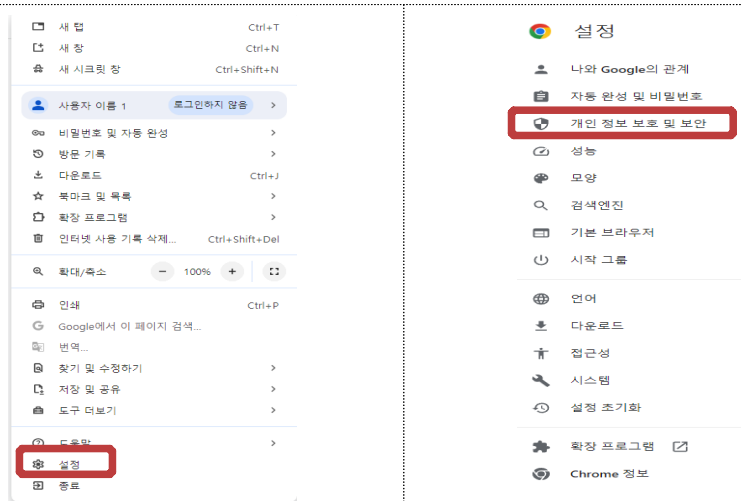 새 탭 Ctrl+T
새 창 Ctrl+N
새 시크릿 창 Ctrl+Shift+N
사용자 이름 1 로그인하지 않음
비밀번호 및 자동 완성
방문 기록
다운로드 Ctrl+J
북마크 및 목록
확장 프로그램
인터넷 사용 기록 삭제... Ctrl+Shift+Del
확대/축소 − 100% +
인쇄 Ctrl+P
Google에서 이 페이지 검색...
번역...
찾기 및 수정하기
저장 및 공유
도구 더보기
도움말
설정
종료
설정
나와 Google의 관계
자동 완성 및 비밀번호
개인 정보 보호 및 보안
성능
모양
검색엔진
기본 브라우저
시작 그룹
언어
다운로드
접근성
시스템
설정 초기화
확장 프로그램
Chrome 정보